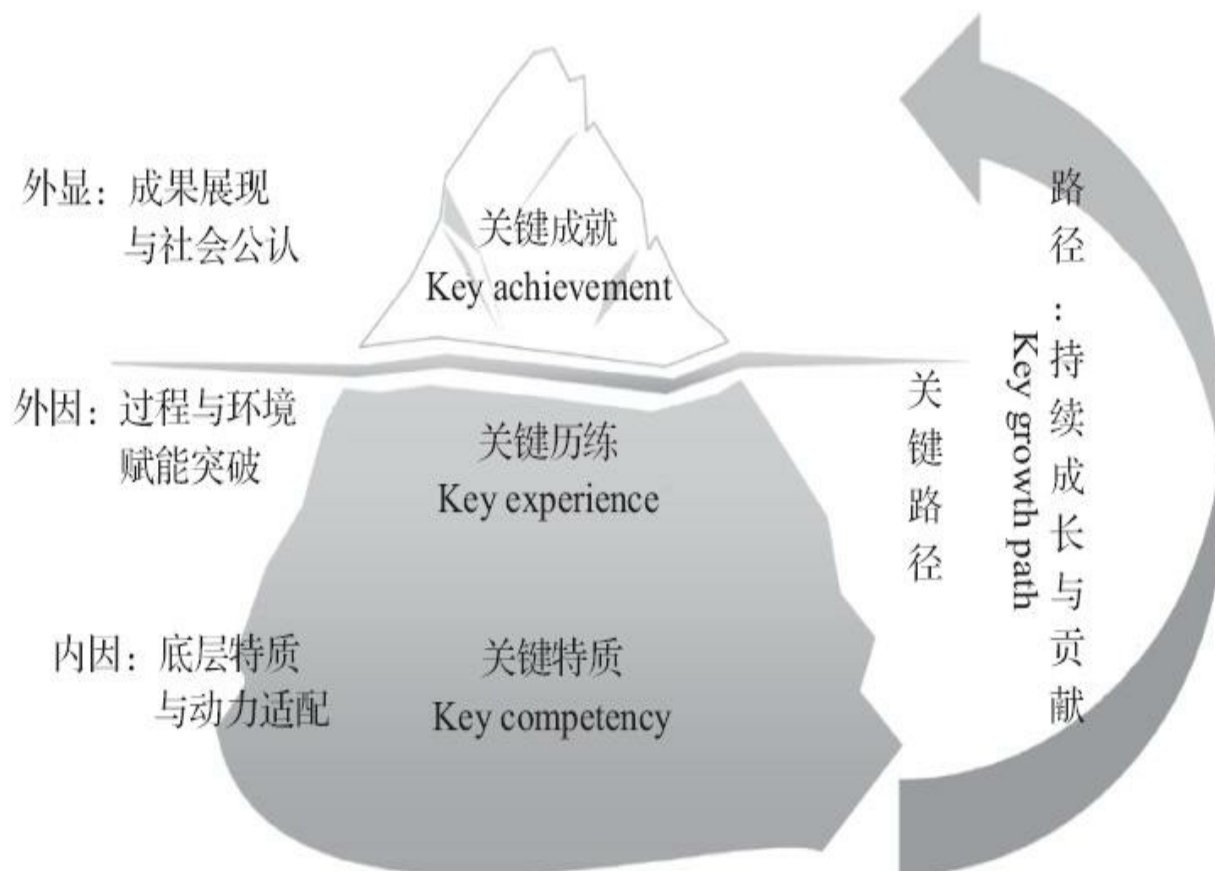 外显：成果展现
与社会公认
关键成就
Key achievement
外因：过程与环境
赋能突破
关键历练
Key experience
内因：底层特质
与动力适配
关键特质
Key competency
关键路径
Key growth path
路径：持续成长与贡献